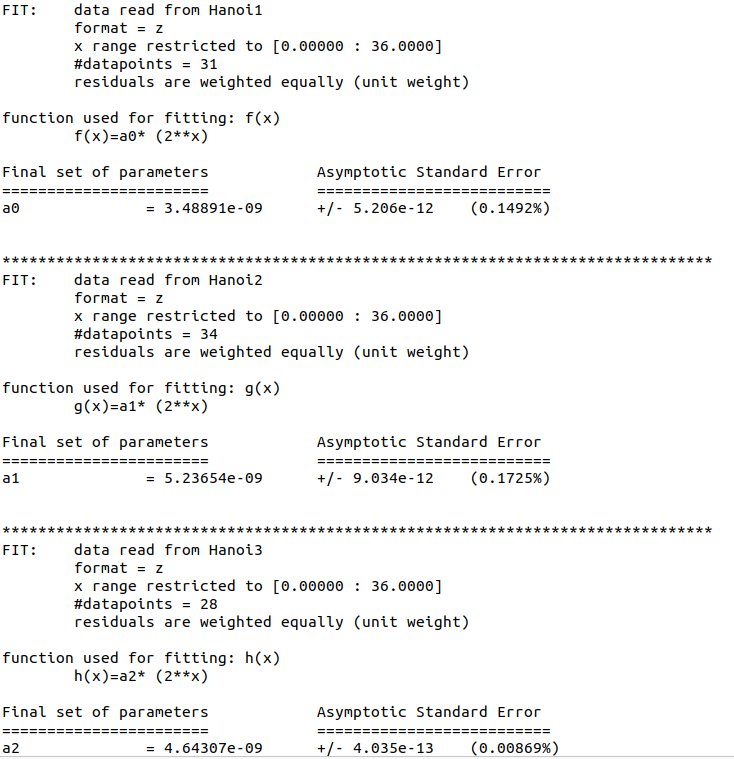 FIT:    data read from Hanoi1
        format = z
        x range restricted to [0.00000 : 36.0000]
        #datapoints = 31
        residuals are weighted equally (unit weight)

function used for fitting: f(x)
        f(x)=a0* (2**x)

Final set of parameters            Asymptotic Standard Error
=======================            ==========================
a0              = 3.48891e-09      +/- 5.206e-12    (0.1492%)


*******************************************************************************
FIT:    data read from Hanoi2
        format = z
        x range restricted to [0.00000 : 36.0000]
        #datapoints = 34
        residuals are weighted equally (unit weight)

function used for fitting: g(x)
        g(x)=a1* (2**x)

Final set of parameters            Asymptotic Standard Error
=======================            ==========================
a1              = 5.23654e-09      +/- 9.034e-12    (0.1725%)


*******************************************************************************
FIT:    data read from Hanoi3
        format = z
        x range restricted to [0.00000 : 36.0000]
        #datapoints = 28
        residuals are weighted equally (unit weight)

function used for fitting: h(x)
        h(x)=a2* (2**x)

Final set of parameters            Asymptotic Standard Error
=======================            ==========================
a2              = 4.64307e-09      +/- 4.035e-13    (0.00869%)